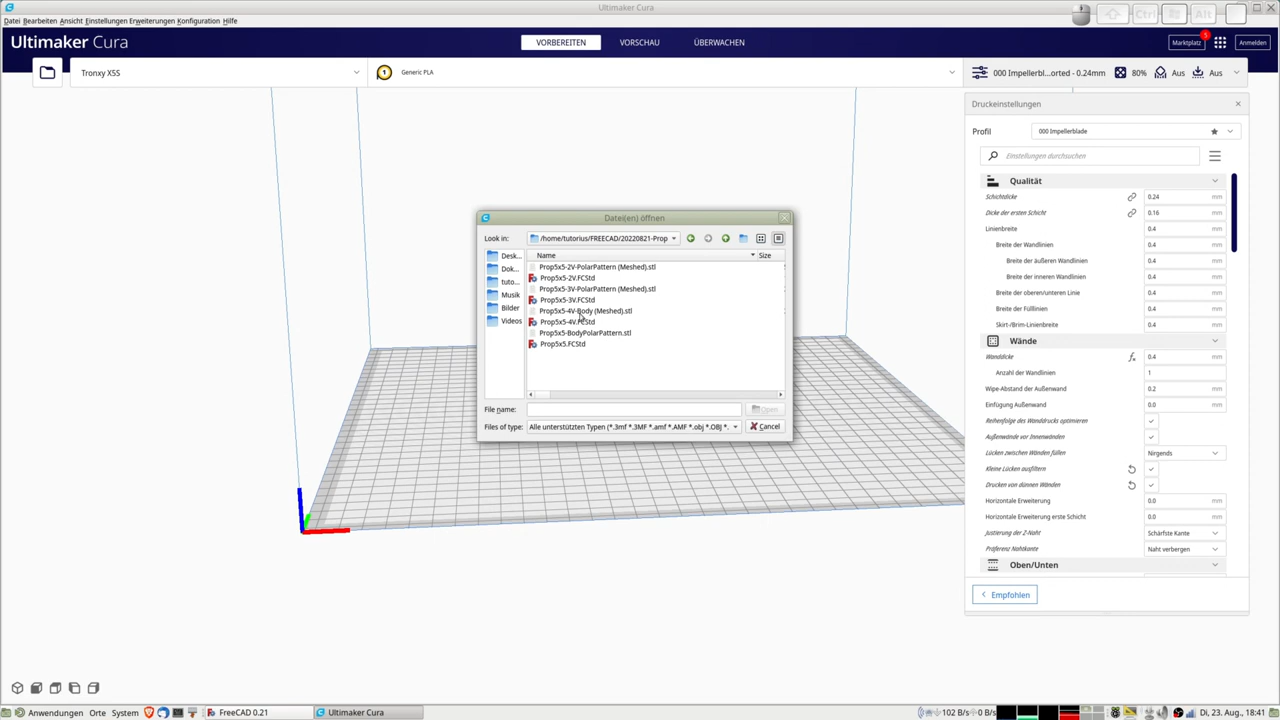 Ultimaker Cura
Ctrl
Alt
Datei Bearbeiten Ansicht Einstellungen Erweiterungen Konfiguration Hilfe
Ultimaker Cura
VORBEREITEN
VORSCHAU
ÜBERWACHEN
Marktplatz
5
Anmelden
Tronxy X5S
1
Generic PLA
000 Impellerbl...orted - 0.24mm
80%
Aus
Aus
Druckeinstellungen
Profil
000 Impellerblade
Einstellungen durchsuchen
Qualität
Schichtdicke
0.24 mm
Dicke der ersten Schicht
0.16 mm
Linienbreite
0.4 mm
Breite der Wandlinien
0.4 mm
Breite der äußeren Wandlinien
0.4 mm
Breite der inneren Wandlinien
0.4 mm
Breite der oberen/unteren Linie
0.4 mm
Breite der Fülllinien
0.4 mm
Skirt-/Brim-Linienbreite
0.4 mm
Wände
Wanddicke
0.4 mm
Anzahl der Wandlinien
1
Wipe-Abstand der Außenwand
0.2 mm
Einfügung Außenwand
0.0 mm
Reihenfolge des Wanddrucks optimieren
Außenwände vor Innenwänden
Lücken zwischen Wänden füllen
Nirgends
Kleine Lücken ausfiltern
Drucken von dünnen Wänden
Horizontale Erweiterung
0.0 mm
Horizontale Erweiterung erste Schicht
0.0 mm
Justierung der Z-Naht
Schärfste Kante
Präferenz Nahtkante
Naht verbergen
Oben/Unten
Empfohlen
Datei(en) öffnen
Look in:
/home/tutorius/FREECAD/20220821-Prop
Desk...
Dok...
tuto...
Musik
Bilder
Videos
Name
Size
Prop5x5-2V-PolarPattern (Meshed).stl
Prop5x5-2V.FCStd
Prop5x5-3V-PolarPattern (Meshed).stl
Prop5x5-3V.FCStd
Prop5x5-4V-Body (Meshed).stl
Prop5x5-4V.FCStd
Prop5x5-BodyPolarPattern.stl
Prop5x5.FCStd
File name:
Open
Files of type:
Alle unterstützten Typen (*.3mf *.3MF *.amf *.AMF *.obj *.OBJ *.
Cancel
Anwendungen Orte System
FreeCAD 0.21
Ultimaker Cura
102 B/s
0 B/s
Di, 23. Aug., 18:41